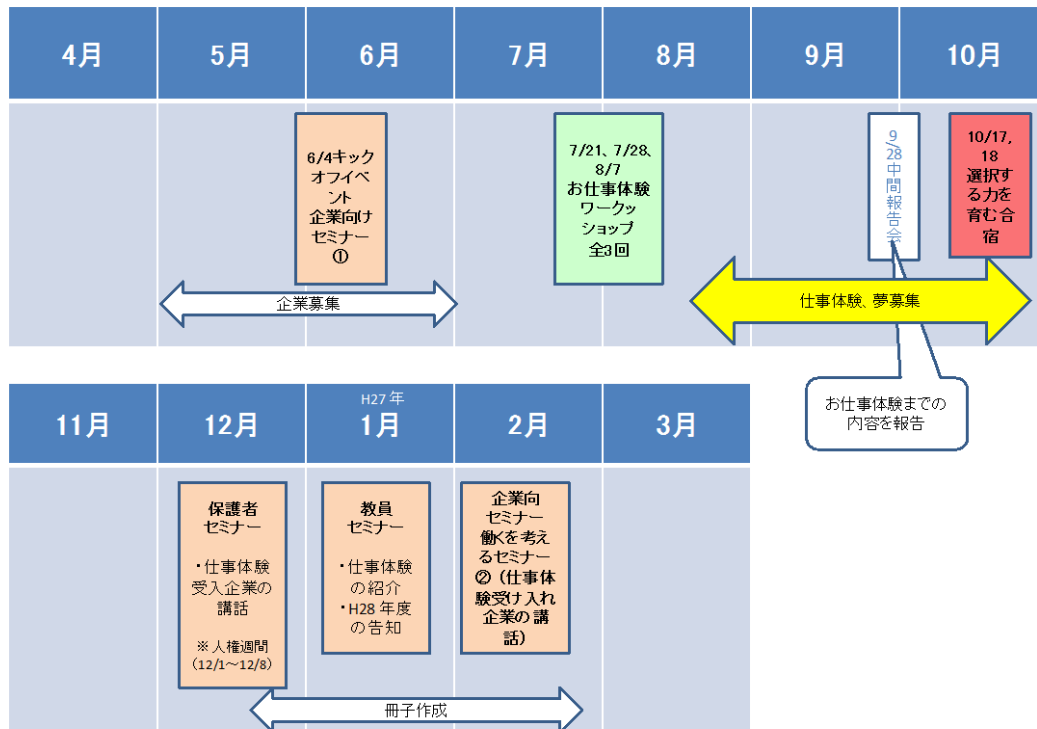 4月
5月
6月
7月
8月
9月
10月
6/4キック
オフイベ
ント
企業向け
セミナー
①
7/21、7/28、
8/7
お仕事体験
ワークッ
ショップ
全3回
9/28中間報告会
10/17,
18
選択す
る力を
育む合
宿
企業募集
仕事体験、夢募集
お仕事体験までの
内容を報告
11月
12月
H27年
1月
2月
3月
保護者
セミナー
・仕事体験
受入企業の
講話
※人権週間
(12/1～12/8)
教員
セミナー
・仕事体験
の紹介
・H28年度
の告知
企業向
セミナー
働くを考え
るセミナー
②（仕事体
験受け入れ
企業の講
話）
冊子作成